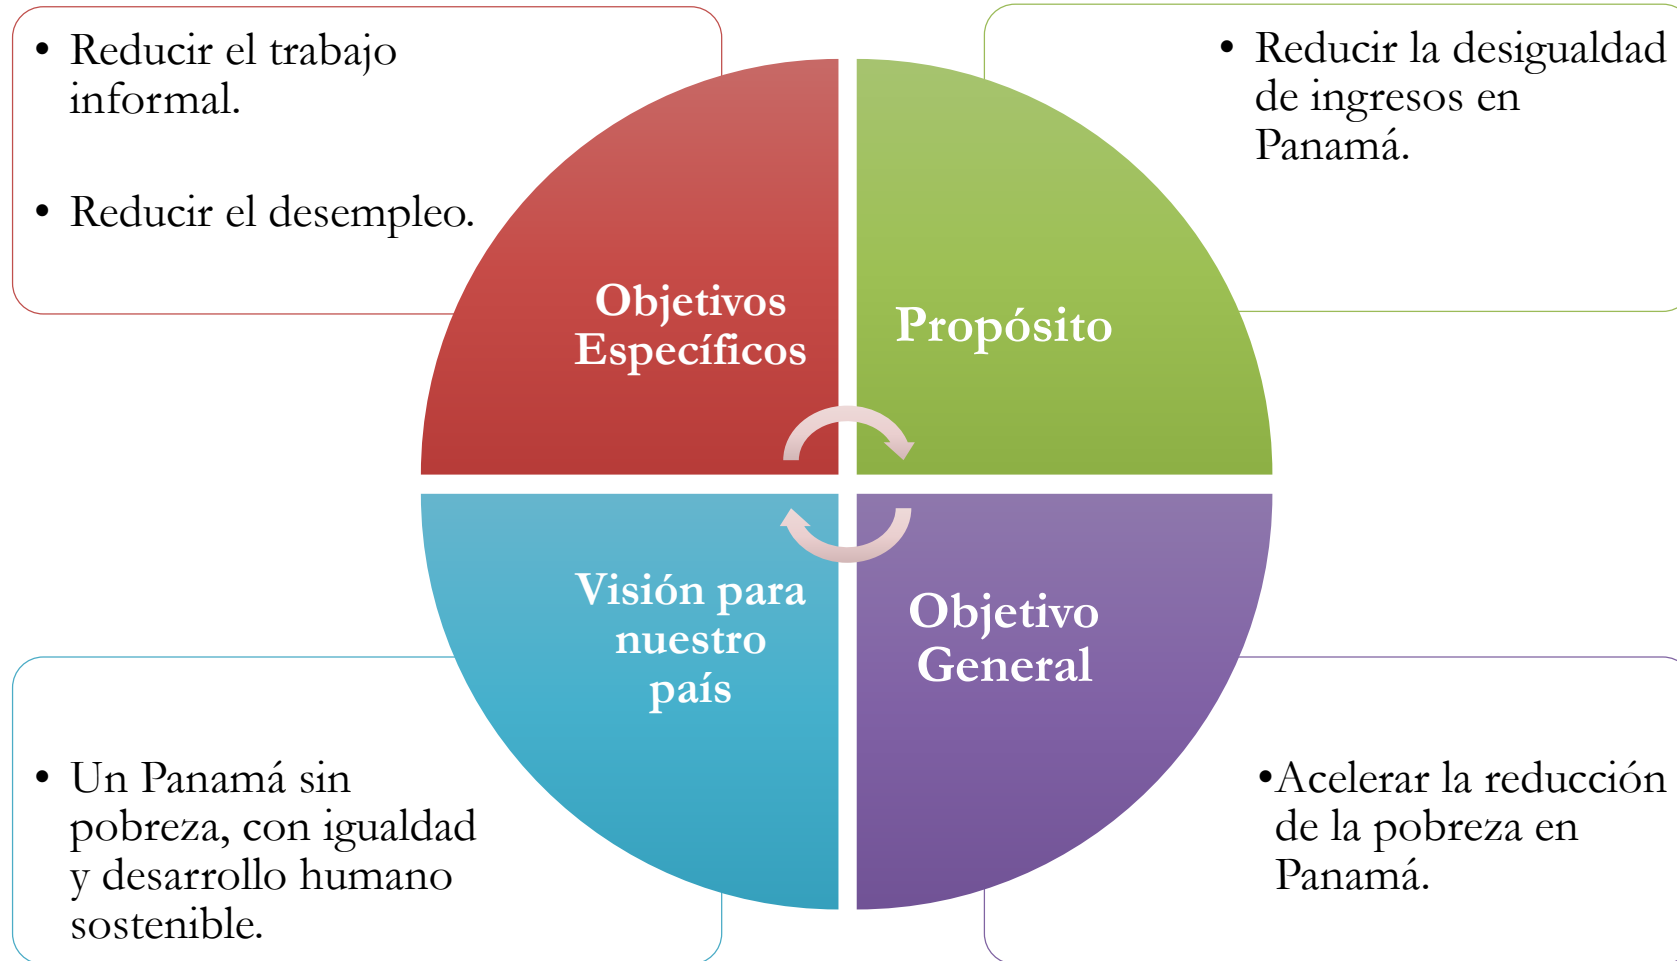 • Reducir el trabajo
informal.
• Reducir el desempleo.
• Reducir la desigualdad
de ingresos en
Panamá.
Objetivos
Específicos
Propósito
Visión para
nuestro
país
Objetivo
General
• Un Panamá sin
pobreza, con igualdad
y desarrollo humano
sostenible.
•Acelerar la reducción
de la pobreza en
Panamá.